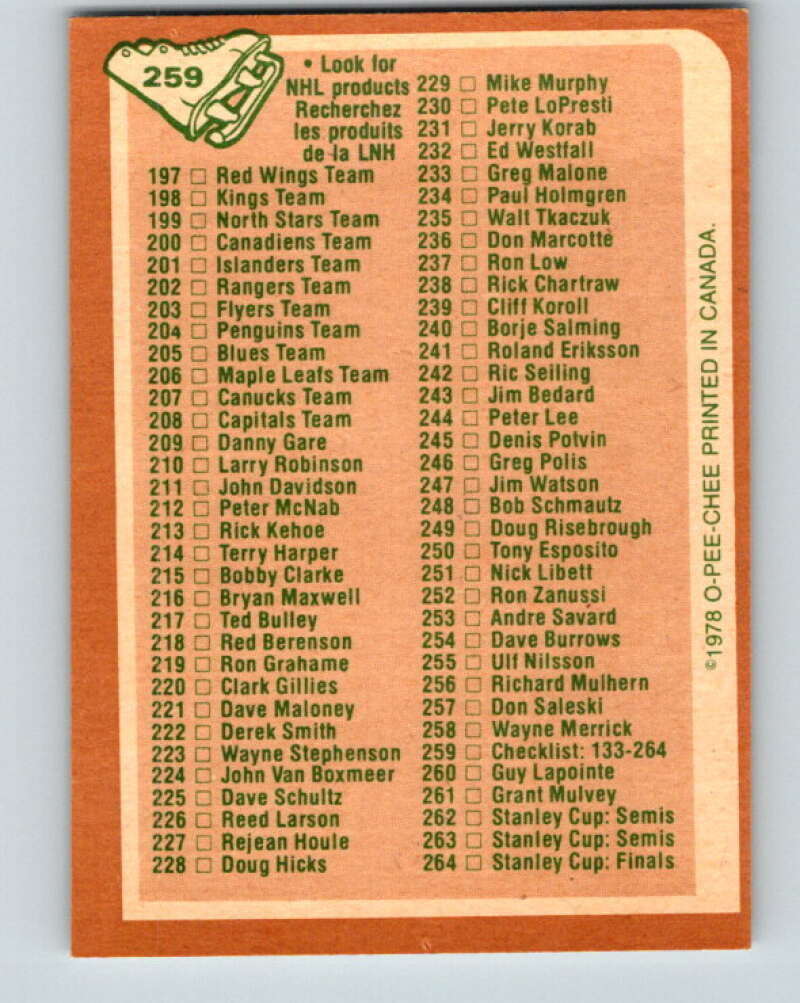 259
• Look for
NHL products
Recherchez
les produits
de la LNH
197 □ Red Wings Team
198 □ Kings Team
199 □ North Stars Team
200 □ Canadiens Team
201 □ Islanders Team
202 □ Rangers Team
203 □ Flyers Team
204 □ Penguins Team
205 □ Blues Team
206 □ Maple Leafs Team
207 □ Canucks Team
208 □ Capitals Team
209 □ Danny Gare
210 □ Larry Robinson
211 □ John Davidson
212 □ Peter McNab
213 □ Rick Kehoe
214 □ Terry Harper
215 □ Bobby Clarke
216 □ Bryan Maxwell
217 □ Ted Bulley
218 □ Red Berenson
219 □ Ron Grahame
220 □ Clark Gillies
221 □ Dave Maloney
222 □ Derek Smith
223 □ Wayne Stephenson
224 □ John Van Boxmeer
225 □ Dave Schultz
226 □ Reed Larson
227 □ Rejean Houle
228 □ Doug Hicks
229 □ Mike Murphy
230 □ Pete LoPresti
231 □ Jerry Korab
232 □ Ed Westfall
233 □ Greg Malone
234 □ Paul Holmgren
235 □ Walt Tkaczuk
236 □ Don Marcotte
237 □ Ron Low
238 □ Rick Chartraw
239 □ Cliff Koroll
240 □ Borje Salming
241 □ Roland Eriksson
242 □ Ric Seiling
243 □ Jim Bedard
244 □ Peter Lee
245 □ Denis Potvin
246 □ Greg Polis
247 □ Jim Watson
248 □ Bob Schmautz
249 □ Doug Risebrough
250 □ Tony Esposito
251 □ Nick Libett
252 □ Ron Zanussi
253 □ Andre Savard
254 □ Dave Burrows
255 □ Ulf Nilsson
256 □ Richard Mulhern
257 □ Don Saleski
258 □ Wayne Merrick
259 □ Checklist: 133-264
260 □ Guy Lapointe
261 □ Grant Mulvey
262 □ Stanley Cup: Semis
263 □ Stanley Cup: Semis
264 □ Stanley Cup: Finals
©1978 O-PEE-CHEE PRINTED IN CANADA.